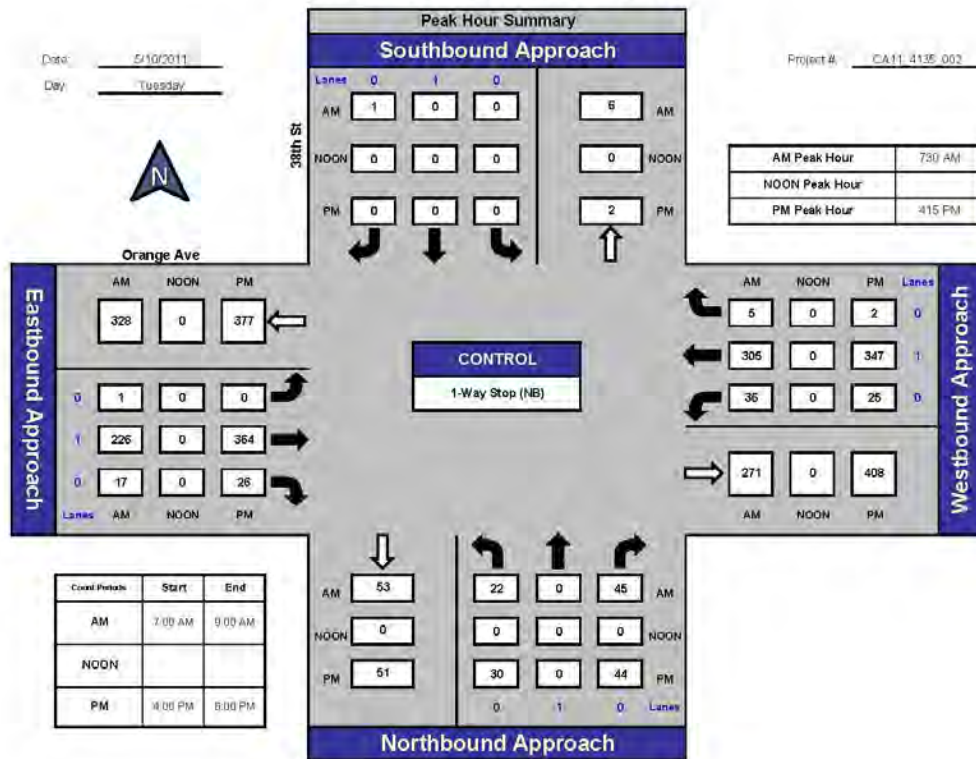 Peak Hour Summary
Southbound Approach
Date: 5/10/2011
Day: Tuesday
Project #: CA11_4135_002
N
38th St
Lanes 0 1 0
AM 1 0 0 6 AM
NOON 0 0 0 0 NOON
PM 0 0 0 2 PM
AM Peak Hour 730 AM
NOON Peak Hour
PM Peak Hour 415 PM
Orange Ave
Eastbound Approach
AM NOON PM
328 0 377
0 1 0 0
1 226 0 364
0 17 0 26
Lanes AM NOON PM
CONTROL
1-Way Stop (NB)
Westbound Approach
AM NOON PM Lanes
5 0 2 0
305 0 347 1
36 0 25 0
271 0 408
AM NOON PM
Count Periods Start End
AM 7:00 AM 9:00 AM
NOON
PM 4:00 PM 6:00 PM
AM 53 22 0 45 AM
NOON 0 0 0 0 NOON
PM 51 30 0 44 PM
0 1 0 Lanes
Northbound Approach